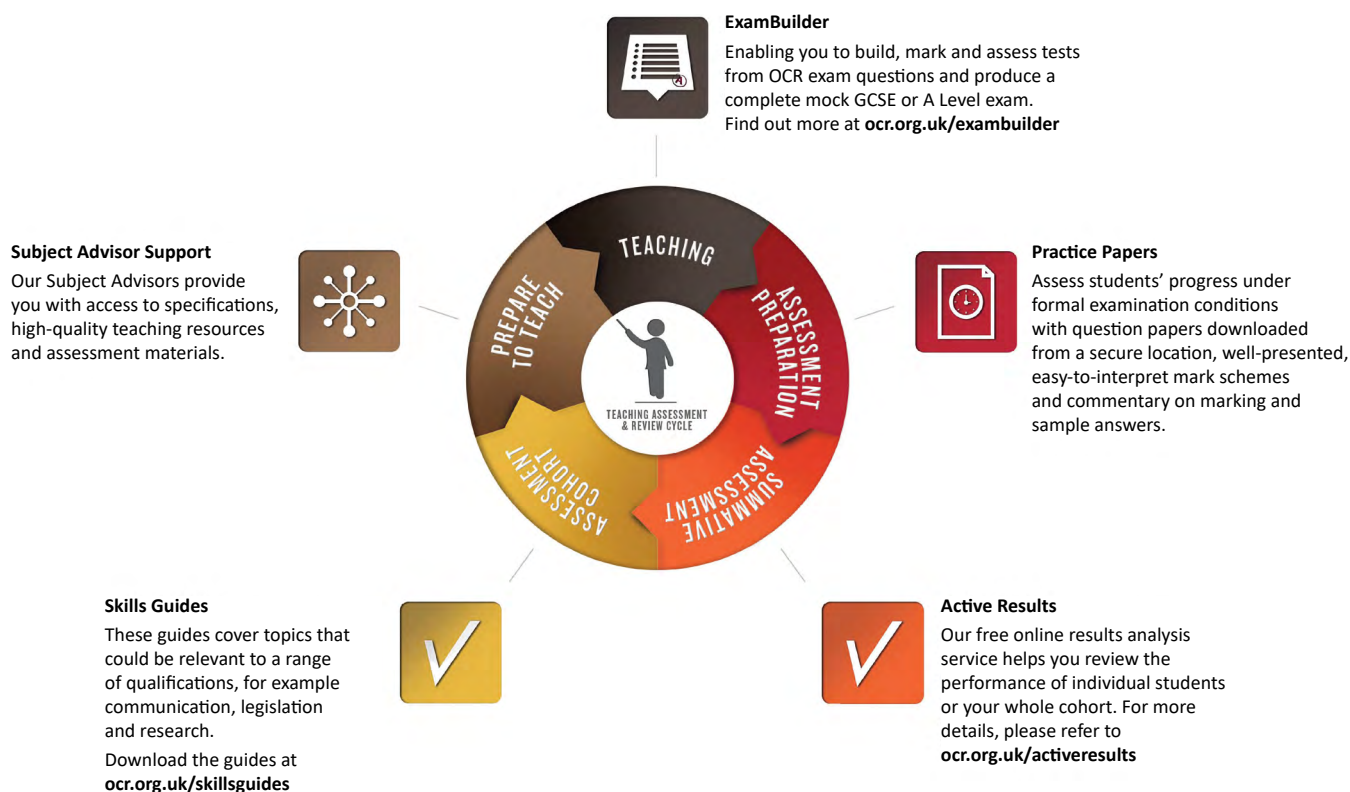 ExamBuilder
Enabling you to build, mark and assess tests
from OCR exam questions and produce a
complete mock GCSE or A Level exam.
Find out more at ocr.org.uk/exambuilder
Subject Advisor Support
Our Subject Advisors provide
you with access to specifications,
high-quality teaching resources
and assessment materials.
PREPARE
TO TEACH
TEACHING
ASSESSMENT
PREPARATION
SUMMATIVE
ASSESSMENT
ASSESSMENT
COHORT
TEACHING ASSESSMENT
& REVIEW CYCLE
Practice Papers
Assess students’ progress under
formal examination conditions
with question papers downloaded
from a secure location, well-presented,
easy-to-interpret mark schemes
and commentary on marking and
sample answers.
Skills Guides
These guides cover topics that
could be relevant to a range
of qualifications, for example
communication, legislation
and research.
Download the guides at
ocr.org.uk/skillsguides
Active Results
Our free online results analysis
service helps you review the
performance of individual students
or your whole cohort. For more
details, please refer to
ocr.org.uk/activeresults
A